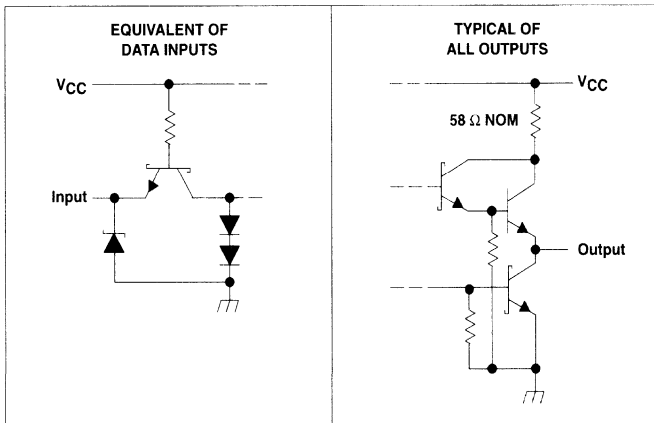 EQUIVALENT OF
DATA INPUTS
VCC
Input
TYPICAL OF
ALL OUTPUTS
VCC
58 Ω NOM
Output